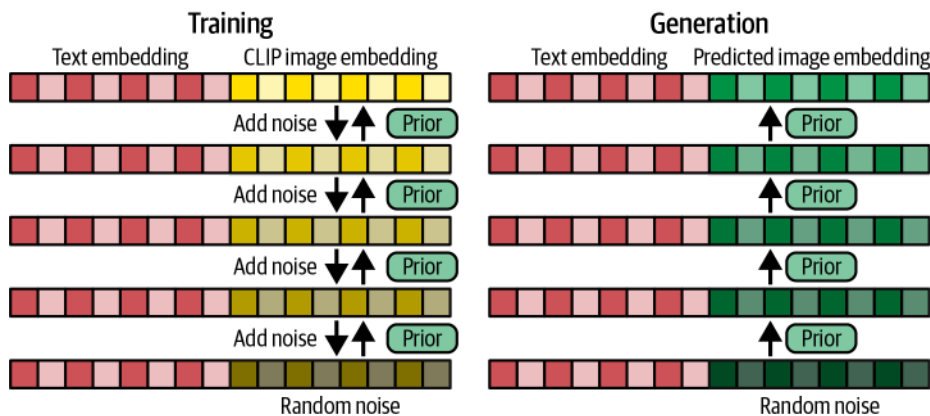 Training
Text embedding CLIP image embedding
Add noise Prior
Add noise Prior
Add noise Prior
Add noise Prior
Random noise
Generation
Text embedding Predicted image embedding
Prior
Prior
Prior
Prior
Random noise